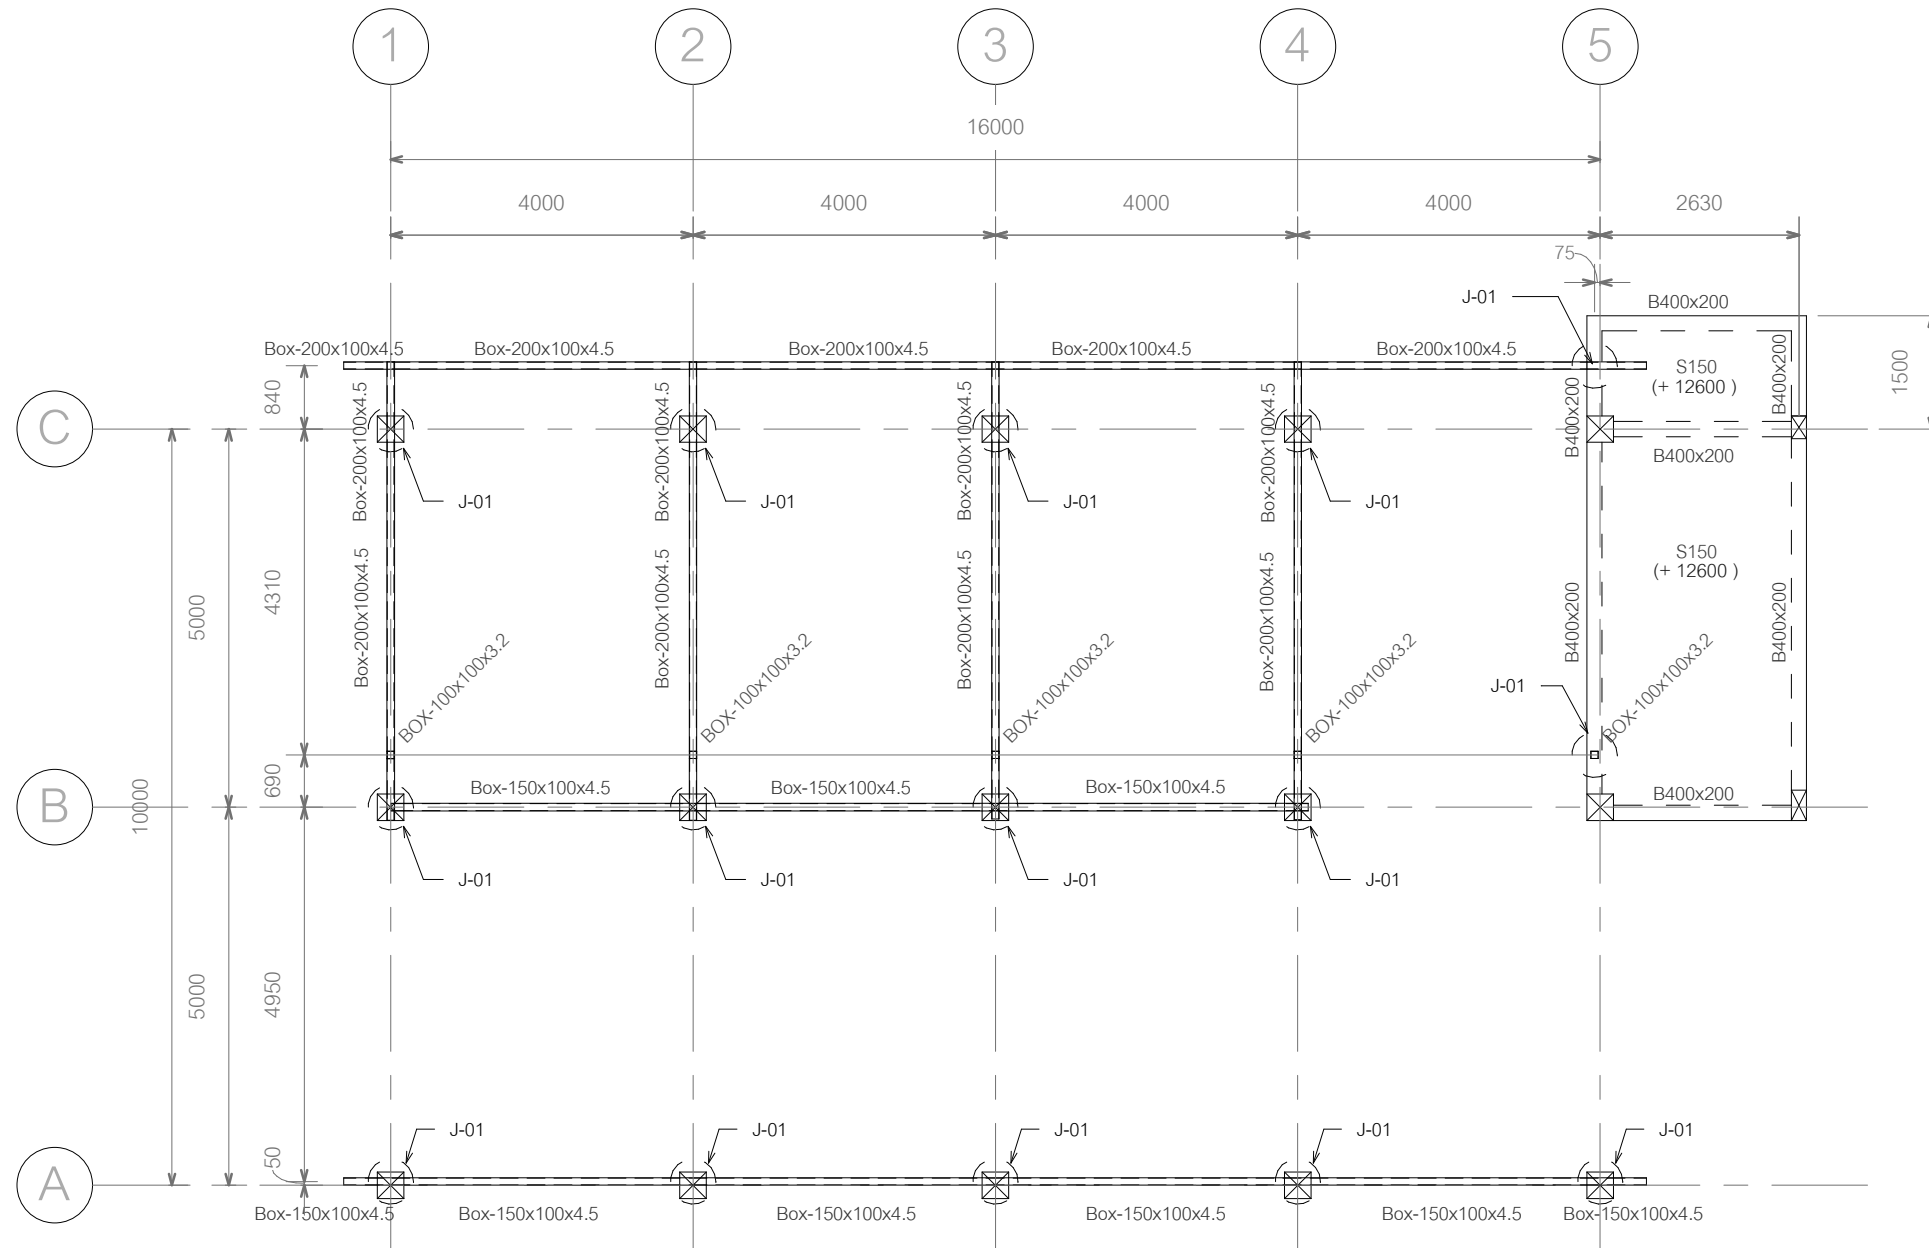 1 2 3 4 5
16000
4000 4000 4000 4000 2630
75
J-01 B400x200
Box-200x100x4.5 Box-200x100x4.5 Box-200x100x4.5 Box-200x100x4.5 Box-200x100x4.5
840
1500
S150
(+ 12600 )
B400x200
B400x200
C
B400x200
Box-200x100x4.5 Box-200x100x4.5 Box-200x100x4.5 Box-200x100x4.5
J-01 J-01 J-01 J-01
S150
(+ 12600 )
4310
5000
Box-200x100x4.5 Box-200x100x4.5 Box-200x100x4.5 Box-200x100x4.5
B400x200
B400x200
BOX-100x100x3.2 BOX-100x100x3.2 BOX-100x100x3.2 BOX-100x100x3.2 BOX-100x100x3.2
J-01
690
10000
Box-150x100x4.5 Box-150x100x4.5 Box-150x100x4.5
B400x200
B
J-01 J-01 J-01 J-01
5000
4950
J-01 J-01 J-01 J-01 J-01
50
A
Box-150x100x4.5 Box-150x100x4.5 Box-150x100x4.5 Box-150x100x4.5 Box-150x100x4.5 Box-150x100x4.5